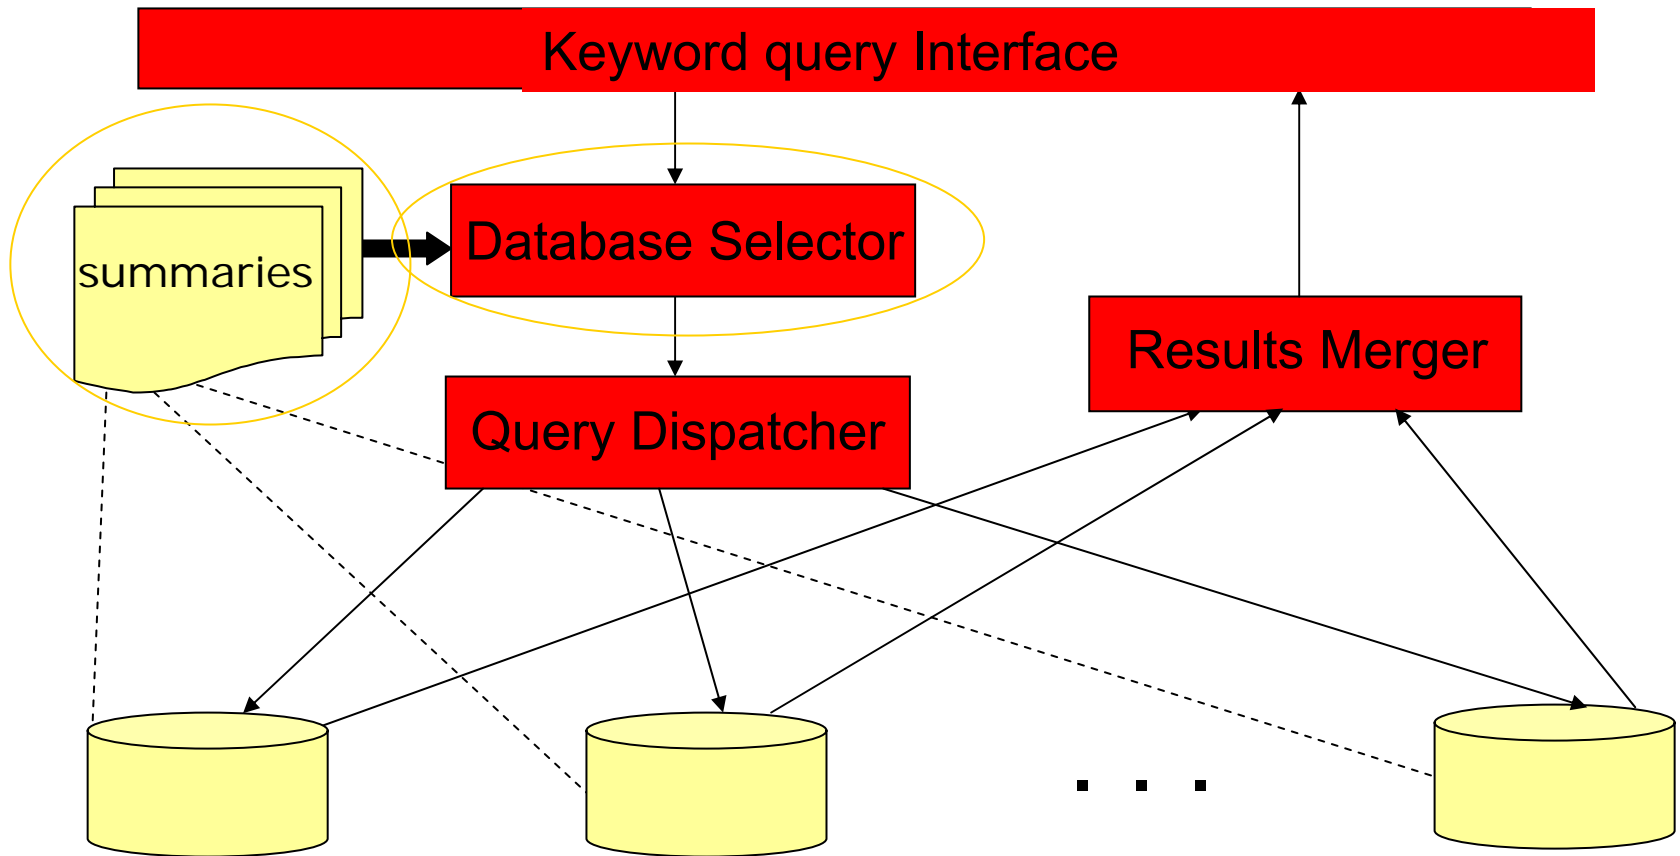 Keyword query Interface
summaries
Database Selector
Results Merger
Query Dispatcher
. . .